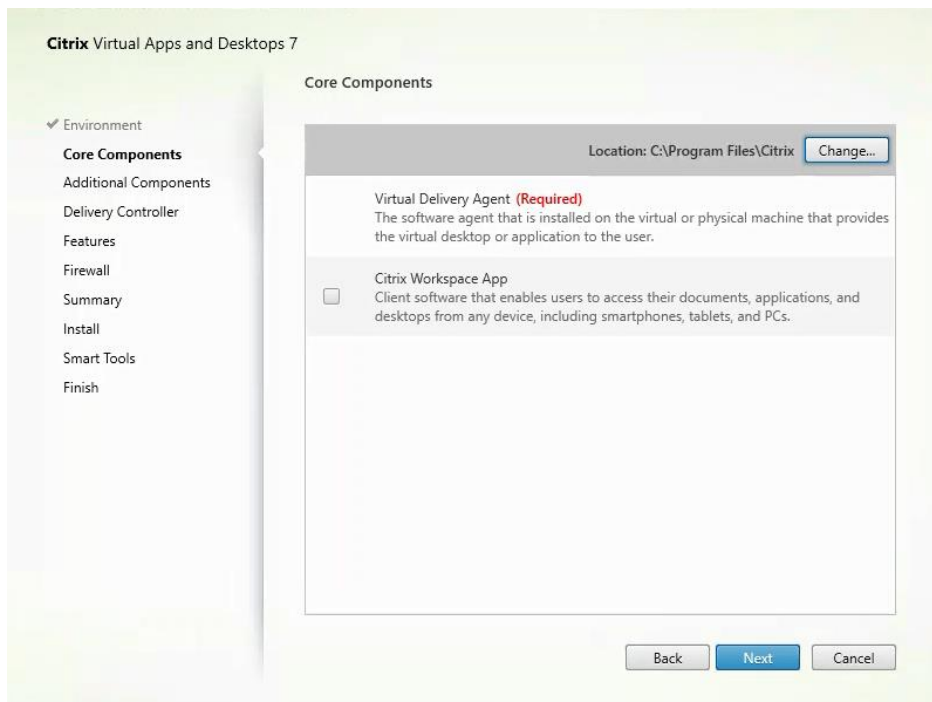 Citrix Virtual Apps and Desktops 7
Core Components
Environment
Core Components
Additional Components
Delivery Controller
Features
Firewall
Summary
Install
Smart Tools
Finish
Location: C:\Program Files\Citrix
Change...
Virtual Delivery Agent (Required)
The software agent that is installed on the virtual or physical machine that provides
the virtual desktop or application to the user.
Citrix Workspace App
Client software that enables users to access their documents, applications, and
desktops from any device, including smartphones, tablets, and PCs.
Back
Next
Cancel